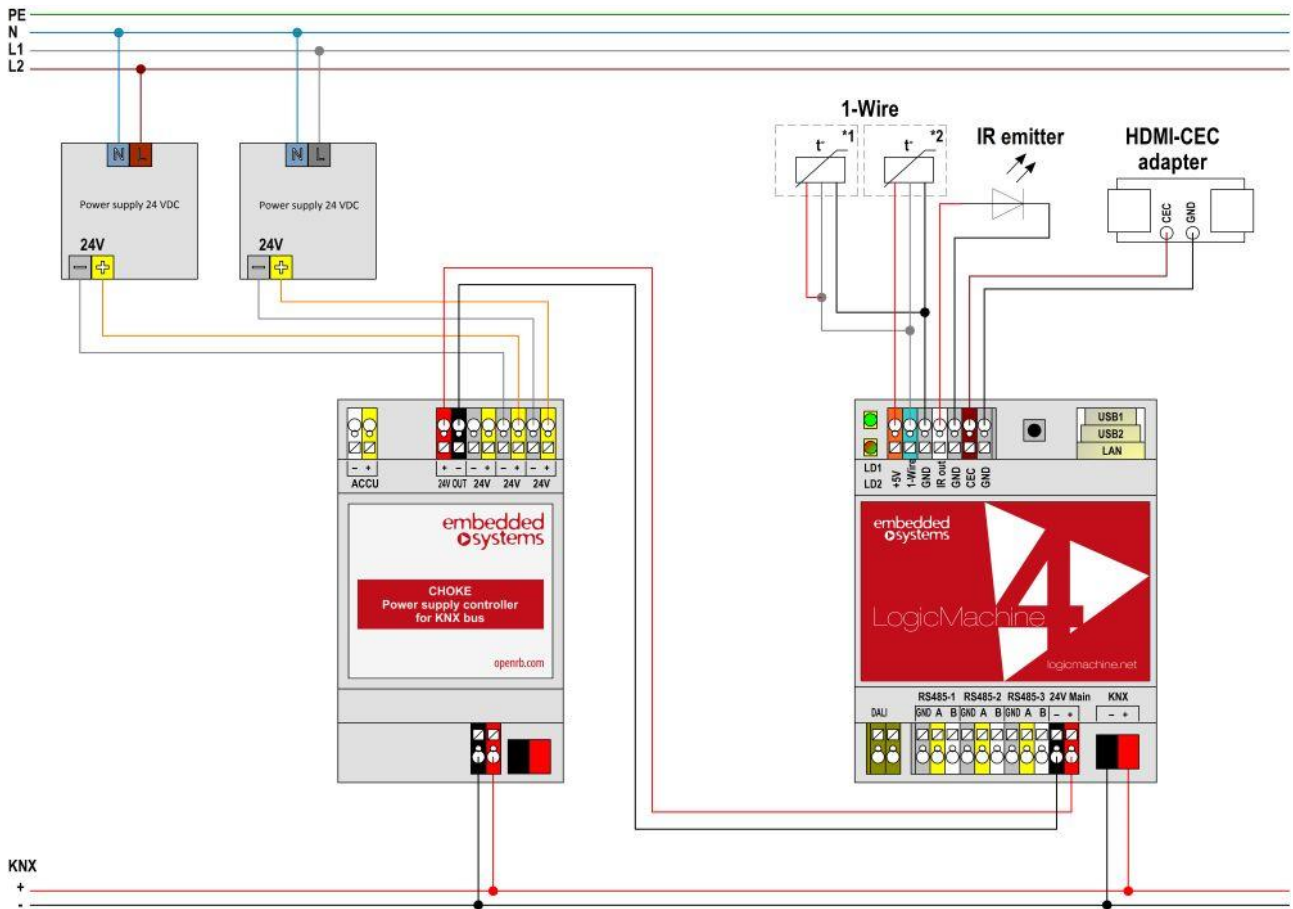 PE
N
L1
L2
1-Wire
*1
*2
t-
t-
IR emitter
HDMI-CEC
adapter
CEC
GND
N L
Power supply 24 VDC
24V
- +
N L
Power supply 24 VDC
24V
- +
- +
ACCU
+ - - + - + - +
24V OUT 24V 24V 24V
embedded
systems
CHOKE
Power supply controller
for KNX bus
openrb.com
LD1
LD2
+5V
1-Wire
GND
IR out
GND
CEC
GND
USB1
USB2
LAN
embedded
systems
4
LogicMachine
logicmachine.net
RS485-1 RS485-2 RS485-3 24V Main KNX
DALI GND A B GND A B GND A B - + - +
KNX
+
-